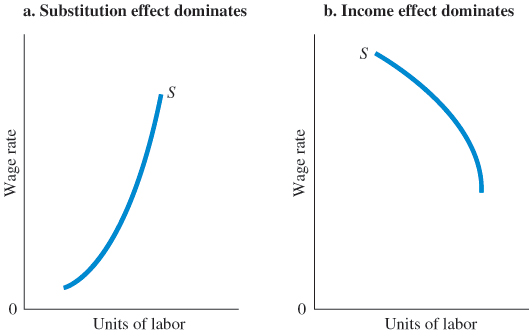 a. Substitution effect dominates
S
Wage rate
0
Units of labor
b. Income effect dominates
S
Wage rate
0
Units of labor